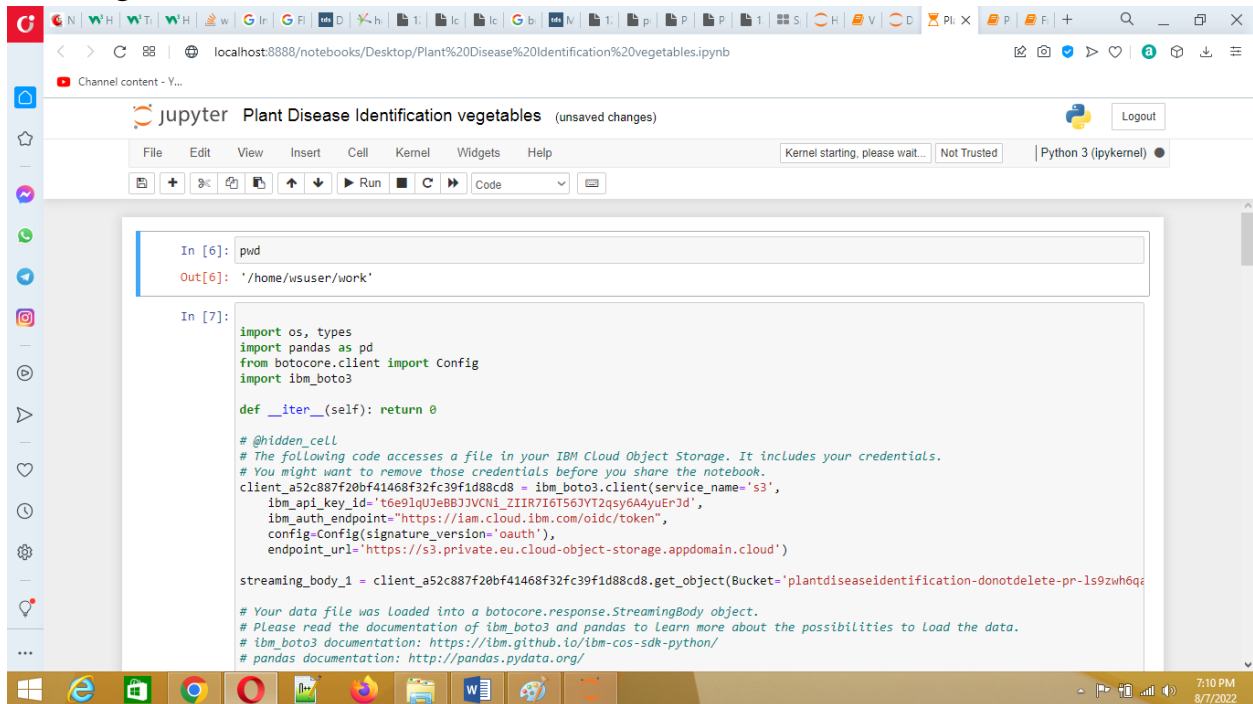 N W H Ti H w G Ir G Fl D h 1: Ic Ic G b M 1: p P P 1 S H V D Pl P F +
localhost:8888/notebooks/Desktop/Plant%20Disease%20Identification%20vegetables.ipynb
Channel content - Y...
jupyter Plant Disease Identification vegetables (unsaved changes)
Logout
File Edit View Insert Cell Kernel Widgets Help
Kernel starting, please wait... Not Trusted Python 3 (ipykernel)
Run Code
In [6]: pwd
Out[6]: '/home/wsuser/work'
In [7]:
import os, types
import pandas as pd
from botocore.client import Config
import ibm_boto3
def __iter__(self): return 0
# @hidden_cell
# The following code accesses a file in your IBM Cloud Object Storage. It includes your credentials.
# You might want to remove those credentials before you share the notebook.
client_a52c887f20bf41468f32fc39f1d88cd8 = ibm_boto3.client(service_name='s3',
ibm_api_key_id='t6e9lqUJeBBJJVCNi_ZIIR7I6T56JYT2qsy6A4yuErJd',
ibm_auth_endpoint="https://iam.cloud.ibm.com/oidc/token",
config=Config(signature_version='oauth'),
endpoint_url='https://s3.private.eu.cloud-object-storage.appdomain.cloud')
streaming_body_1 = client_a52c887f20bf41468f32fc39f1d88cd8.get_object(Bucket='plantdiseaseidentification-donotdelete-pr-ls9zwh6qa
# Your data file was loaded into a botocore.response.StreamingBody object.
# Please read the documentation of ibm_boto3 and pandas to learn more about the possibilities to load the data.
# ibm_boto3 documentation: https://ibm.github.io/ibm-cos-sdk-python/
# pandas documentation: http://pandas.pydata.org/
7:10 PM
8/7/2022